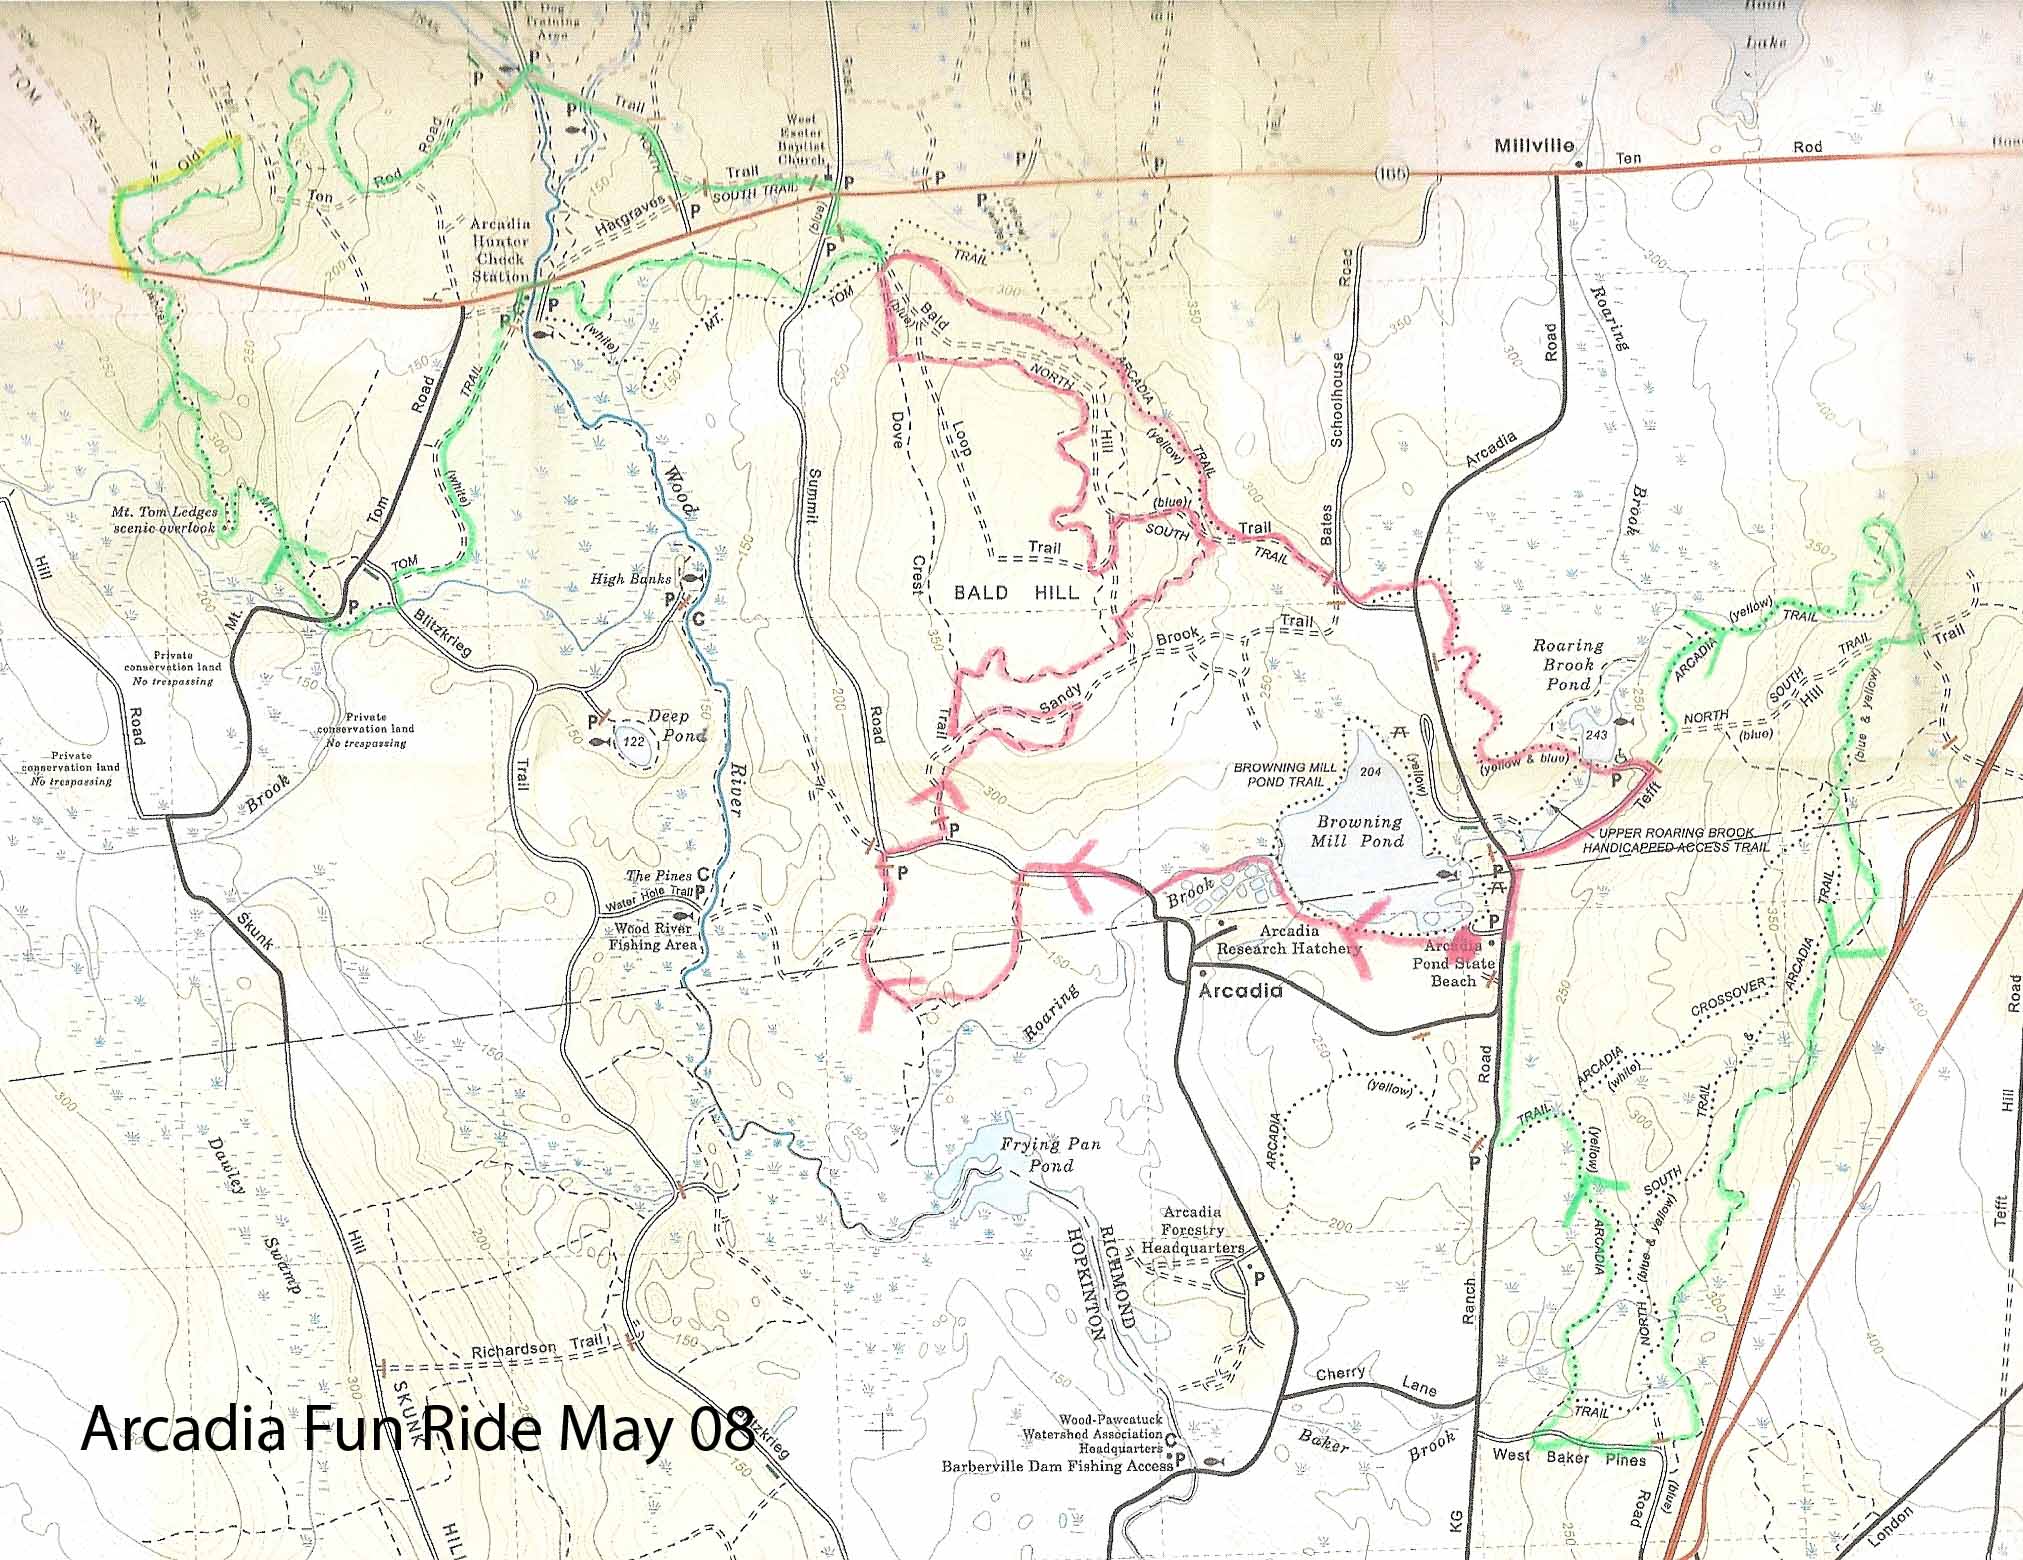 Dog
Training
Area
Lake
TOM
Trail
Road
West
Exeter
Baptist
Church
Millville
Ten
Rod
Old
Ten
Rod
Trail
SOUTH TRAIL
NORTH
(blue)
165
Arcadia
Hunter
Check
Station
Hargraves
150
200
TRAIL
(yellow)
300
TOM
MT.
(white)
Bald
(blue)
NORTH
ARCADIA
TRAIL
(yellow)
Hill
(blue)
SOUTH
Trail
TRAIL
Road
Schoolhouse
Bates
350
300
Road
Arcadia
Roaring
Brook
250
150
Road
Tom
Mt.
TRAIL
(white)
TOM
Mt. Tom Ledges
scenic overlook
MT.
Wood
River
Dove
Crest
Trail
Loop
Trail
Summit
Road
BALD HILL
High Banks
P
C
Hill
Road
Blitzkrieg
Trail
Private
conservation land
No trespassing
Private
conservation land
No trespassing
Private
conservation land
No trespassing
Brook
Deep
Pond
122
Brook
Trail
Sandy
Roaring
Brook
Pond
243
ARCADIA
(yellow)
TRAIL
SOUTH
TRAIL
Hill
Trail
NORTH
(blue)
(blue & yellow)
(yellow & blue)
Tefft
BROWNING MILL
POND TRAIL
204
(yellow)
Browning
Mill Pond
UPPER ROARING BROOK
HANDICAPPED ACCESS TRAIL
The Pines
C
P
Water Hole Trail
Wood River
Fishing Area
Skunk
Brook
Arcadia
Research Hatchery
Arcadia
Pond State
Beach
Arcadia
Roaring
TRAIL
CROSSOVER
ARCADIA
&
ARCADIA
(white)
TRAIL
TRAIL
(yellow)
ARCADIA
SOUTH
(blue & yellow)
NORTH
Road
Ranch
KG
(yellow)
ARCADIA
Frying Pan
Pond
RICHMOND
HOPKINTON
Arcadia
Forestry
Headquarters
P
Dawley
Swamp
Hill
Richardson Trail
SKUNK
HILL
Blitzkrieg
Cherry
Lane
TRAIL
Wood-Pawcatuck
Watershed Association
Headquarters
Barberville Dam Fishing Access
C
P
Baker
Brook
West Baker Pines
Road
(blue)
Road
Hill
Tefft
London
Arcadia Fun Ride May 08